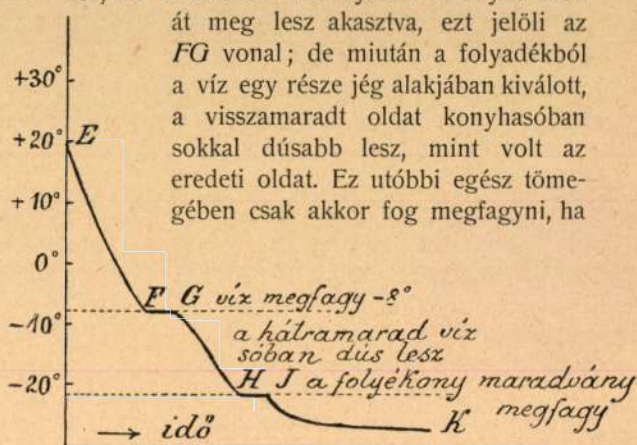 át meg lesz akasztva, ezt jelöli az
FG vonal; de miután a folyadékból
a víz egy része jég alakjában kiválott,
a visszamaradt oldat konyhasóban
sokkal dúsabb lesz, mint volt az
eredeti oldat. Ez utóbbi egész töme-
gében csak akkor fog megfagyni, ha
+30°
+20° E
+10°
0°
F G víz megfagy -8°
-10°
a hátramarad víz
sóban dús lesz
-20° H J a folyékony maradvány
megfagy
K
→ idő